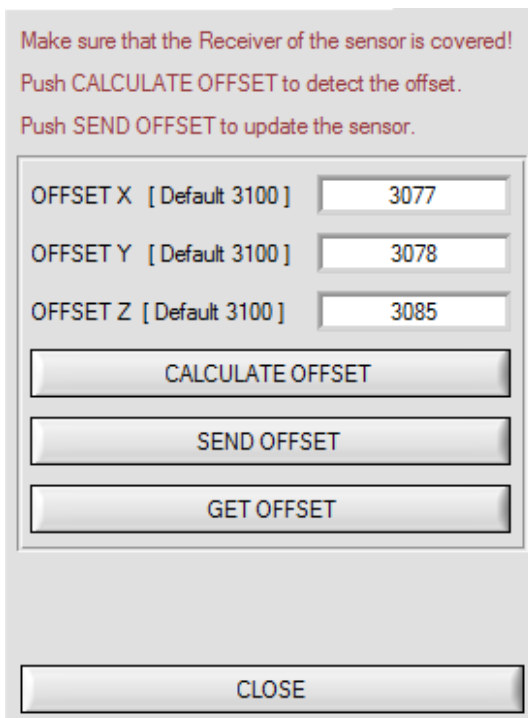 Make sure that the Receiver of the sensor is covered!
Push CALCULATE OFFSET to detect the offset.
Push SEND OFFSET to update the sensor.
OFFSET X [ Default 3100 ] 3077
OFFSET Y [ Default 3100 ] 3078
OFFSET Z [ Default 3100 ] 3085
CALCULATE OFFSET
SEND OFFSET
GET OFFSET
CLOSE